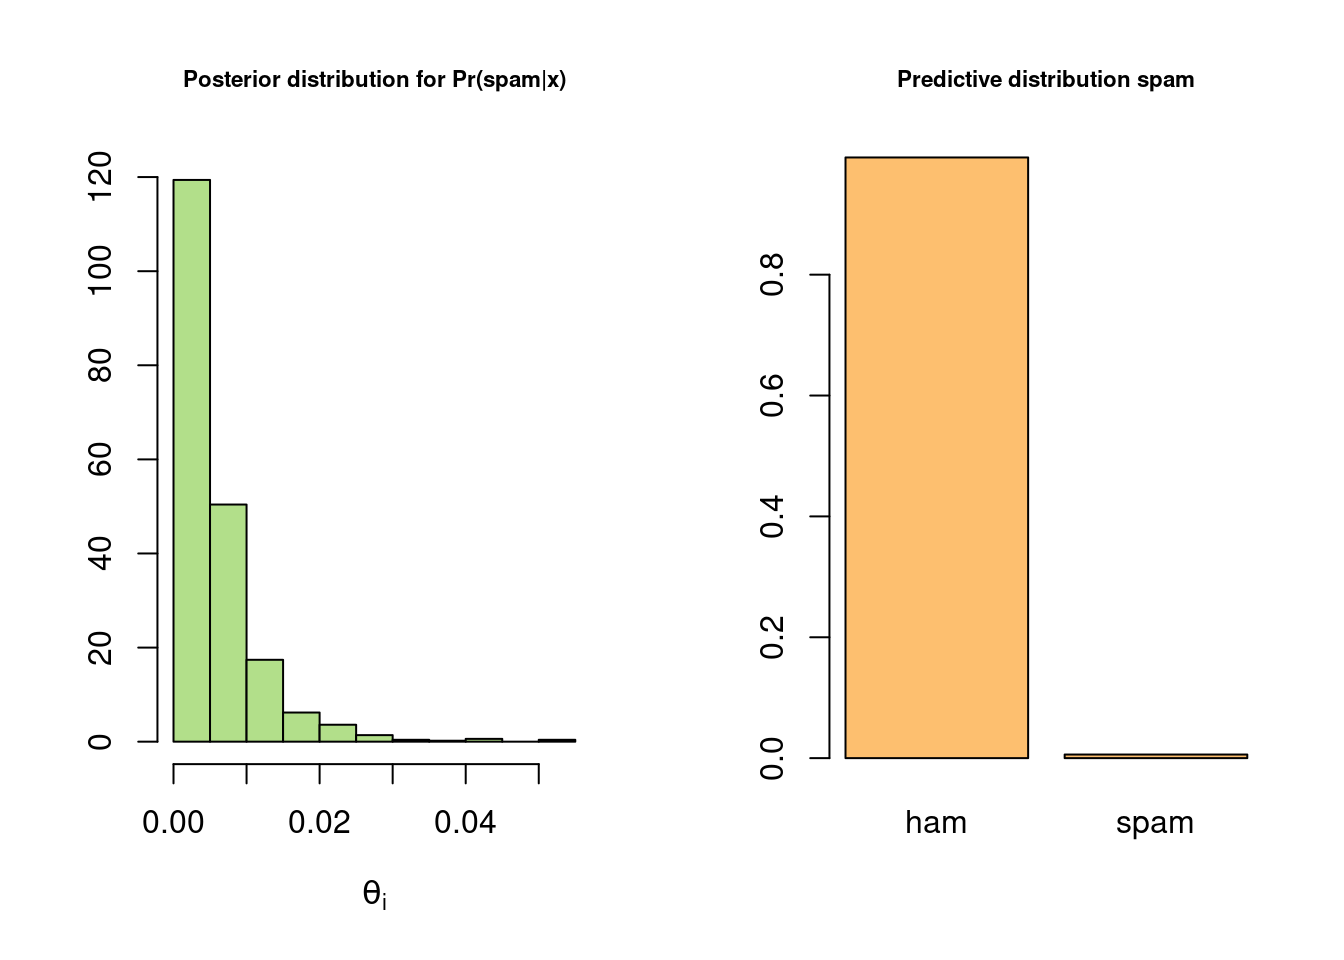 Posterior distribution for Pr(spam|x)
120
100
80
60
40
20
0
0.00 0.02 0.04
θi
Predictive distribution spam
0.8
0.6
0.4
0.2
0.0
ham spam